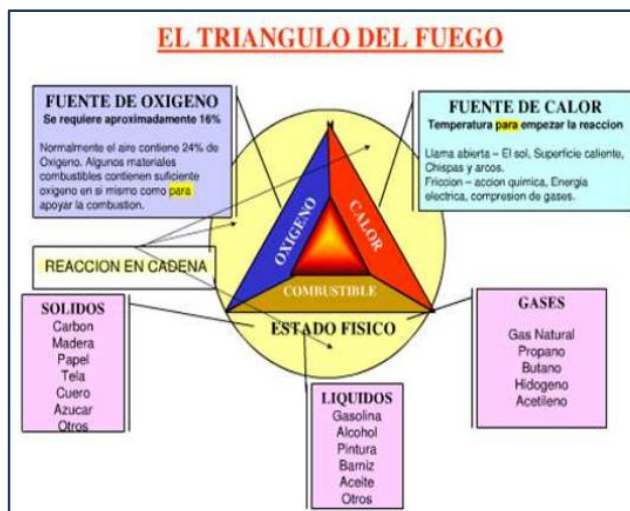 EL TRIANGULO DEL FUEGO
FUENTE DE OXIGENO
Se requiere aproximadamente 16%
Normalmente el aire contiene 24% de
Oxigeno. Algunos materiales
combustibles contienen suficiente
oxigeno en si mismo como para
apoyar la combustion.
FUENTE DE CALOR
Temperatura para empezar la reaccion
Llama abierta – El sol, Superficie caliente,
Chispas y arcos.
Friccion – accion quimica, Energia
electrica, compresion de gases.
OXIGENO
CALOR
COMBUSTIBLE
REACCION EN CADENA
ESTADO FISICO
SOLIDOS
Carbon
Madera
Papel
Tela
Cuero
Azucar
Otros
LIQUIDOS
Gasolina
Alcohol
Pintura
Barniz
Aceite
Otros
GASES
Gas Natural
Propano
Butano
Hidogeno
Acetileno